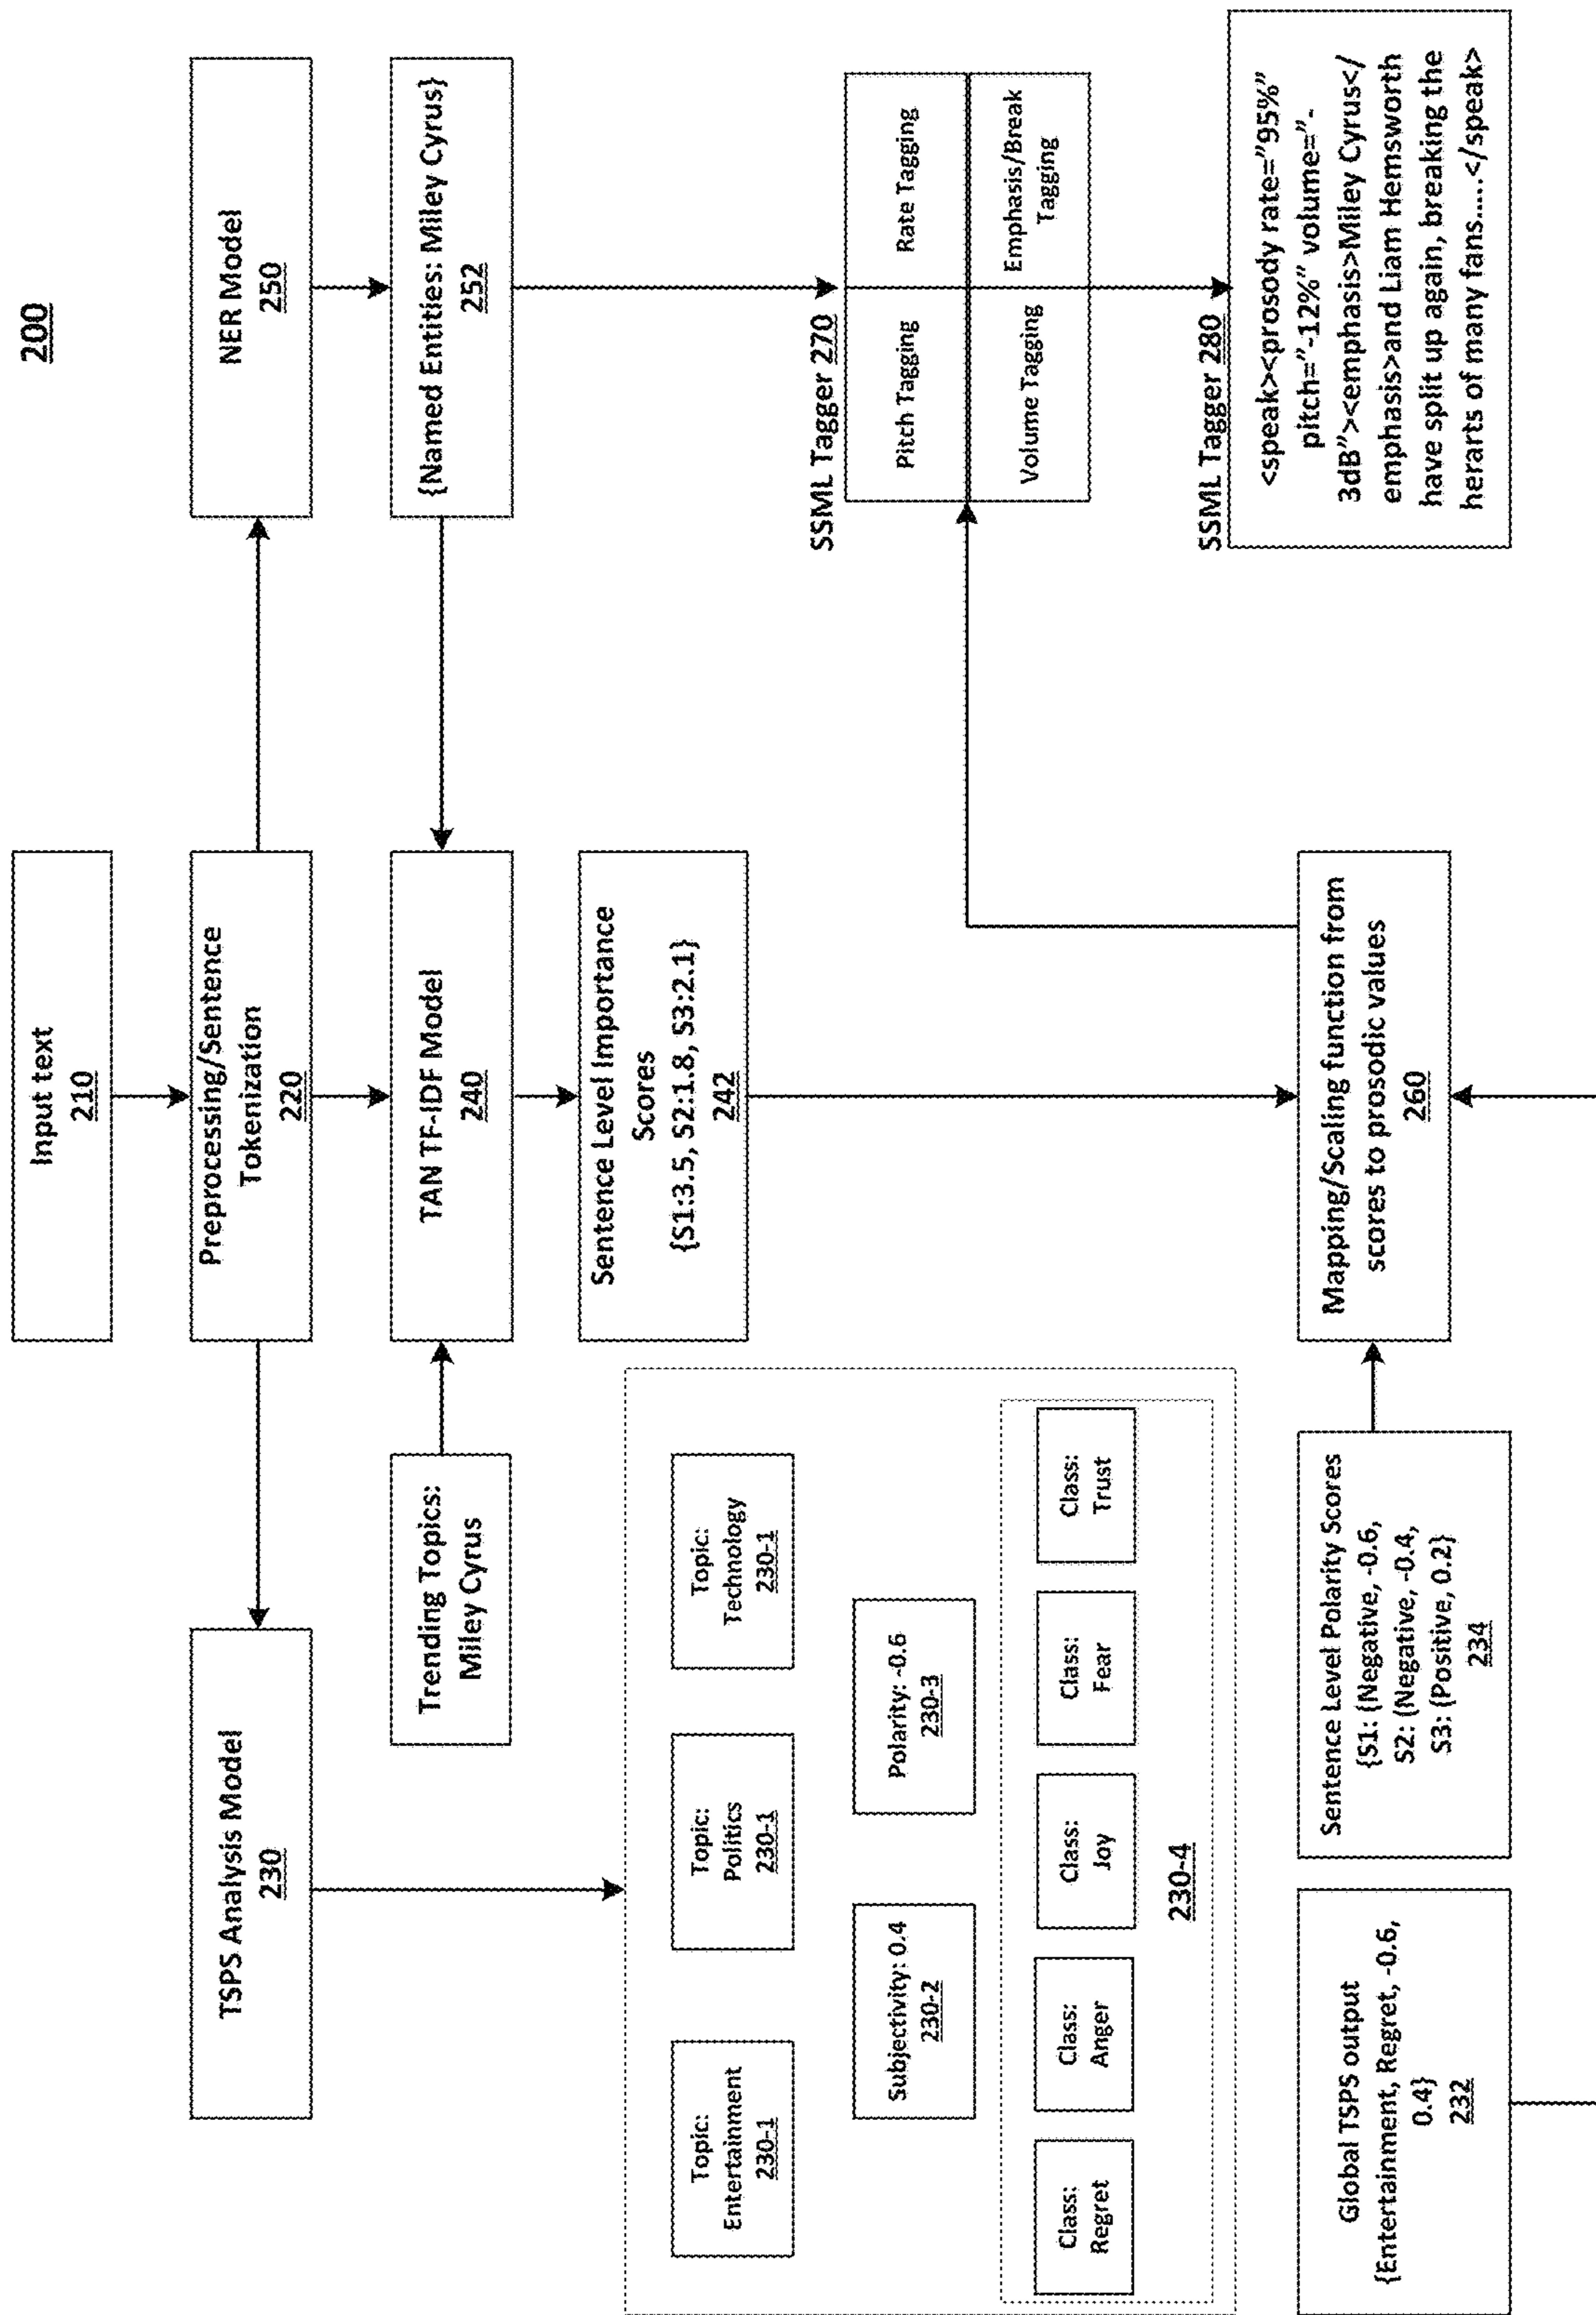 200
Input text
210
Preprocessing/Sentence
Tokenization
220
TSPS Analysis Model
230
NER Model
250
Trending Topics:
Miley Cyrus
TAN TF-IDF Model
240
{Named Entities: Miley Cyrus}
252
Sentence Level Importance
Scores
{S1:3.5, S2:1.8, S3:2.1}
242
Topic:
Entertainment
230-1
Topic:
Politics
230-1
Topic:
Technology
230-1
Subjectivity: 0.4
230-2
Polarity: -0.6
230-3
Class:
Regret
Class:
Anger
Class:
Joy
Class:
Fear
Class:
Trust
230-4
SSML Tagger 270
Pitch Tagging
Rate Tagging
Volume Tagging
Emphasis/Break
Tagging
Global TSPS output
{Entertainment, Regret, -0.6,
0.4}
232
Sentence Level Polarity Scores
{S1: (Negative, -0.6,
S2: (Negative, -0.4,
S3: (Positive, 0.2}
234
Mapping/Scaling function from
scores to prosodic values
260
SSML Tagger 280
<speak><prosody rate="95%"
pitch="-12%" volume="-
3dB"><emphasis>Miley Cyrus</
emphasis>and Liam Hemsworth
have split up again, breaking the
herarts of many fans.....</speak>